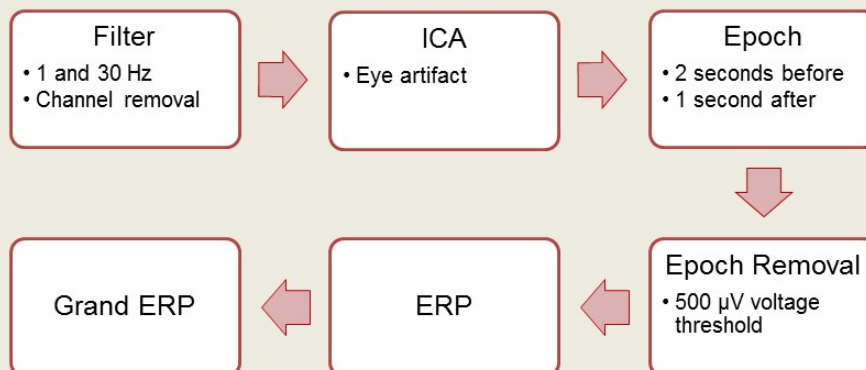 Filter
• 1 and 30 Hz
• Channel removal
ICA
• Eye artifact
Epoch
• 2 seconds before
• 1 second after
Epoch Removal
• 500 µV voltage
threshold
ERP
Grand ERP